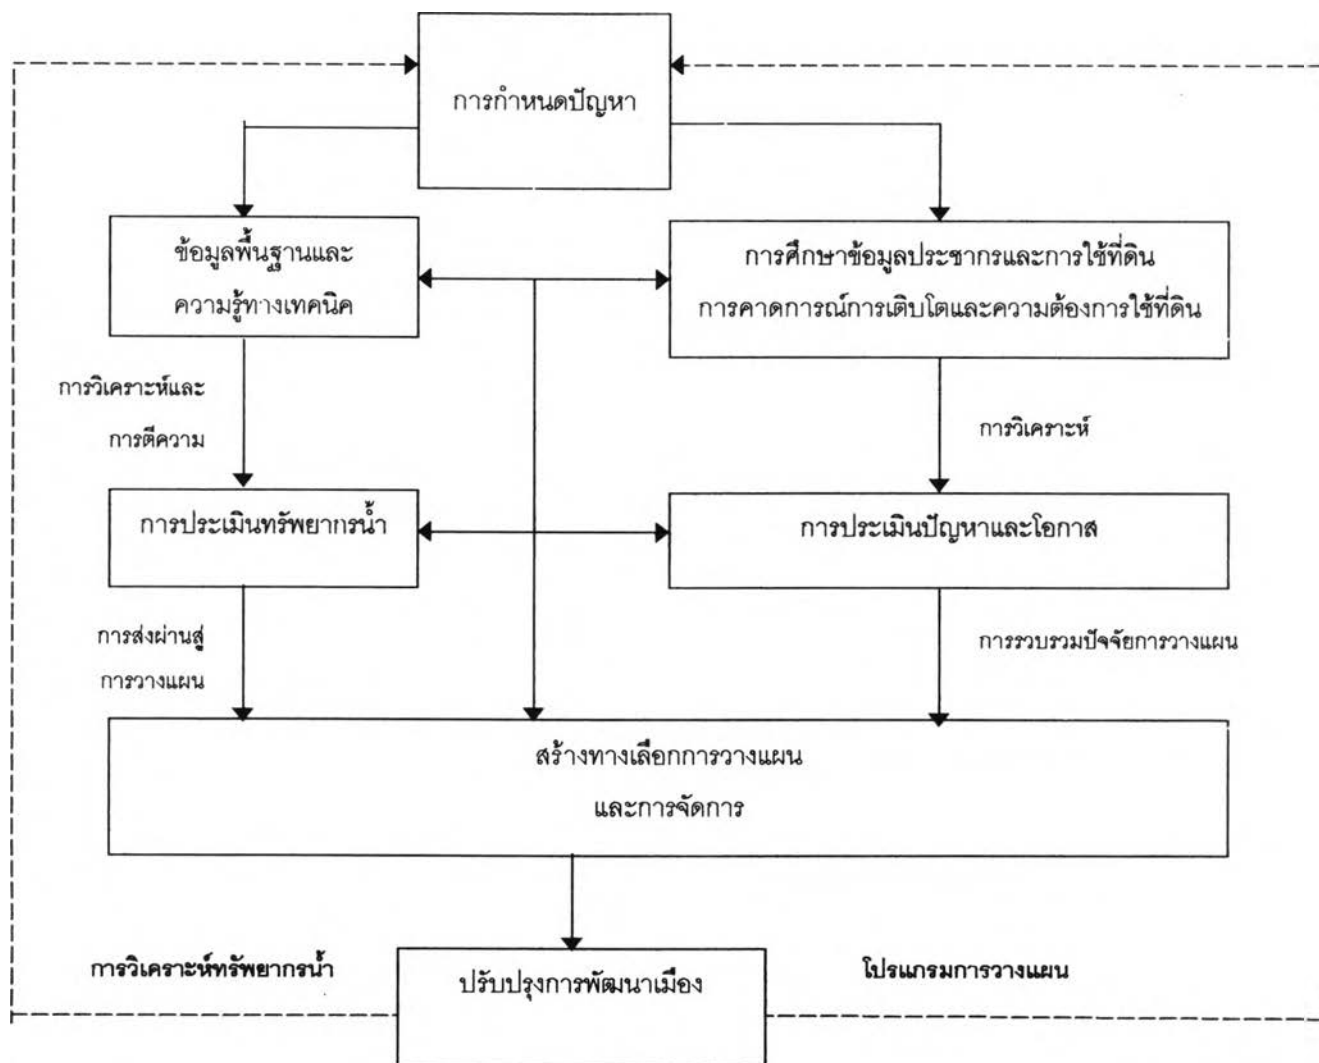 การกำหนดปัญหา
ข้อมูลพื้นฐานและ
ความรู้ทางเทคนิค
การศึกษาข้อมูลประชากรและการใช้ที่ดิน
การคาดการณ์การเติบโตและความต้องการใช้ที่ดิน
การวิเคราะห์และ
การตีความ
การวิเคราะห์
การประเมินทรัพยากรน้ำ
การประเมินปัญหาและโอกาส
การส่งผ่านสู่
การวางแผน
การรวบรวมปัจจัยการวางแผน
สร้างทางเลือกการวางแผน
และการจัดการ
การวิเคราะห์ทรัพยากรน้ำ
ปรับปรุงการพัฒนาเมือง
โปรแกรมการวางแผน